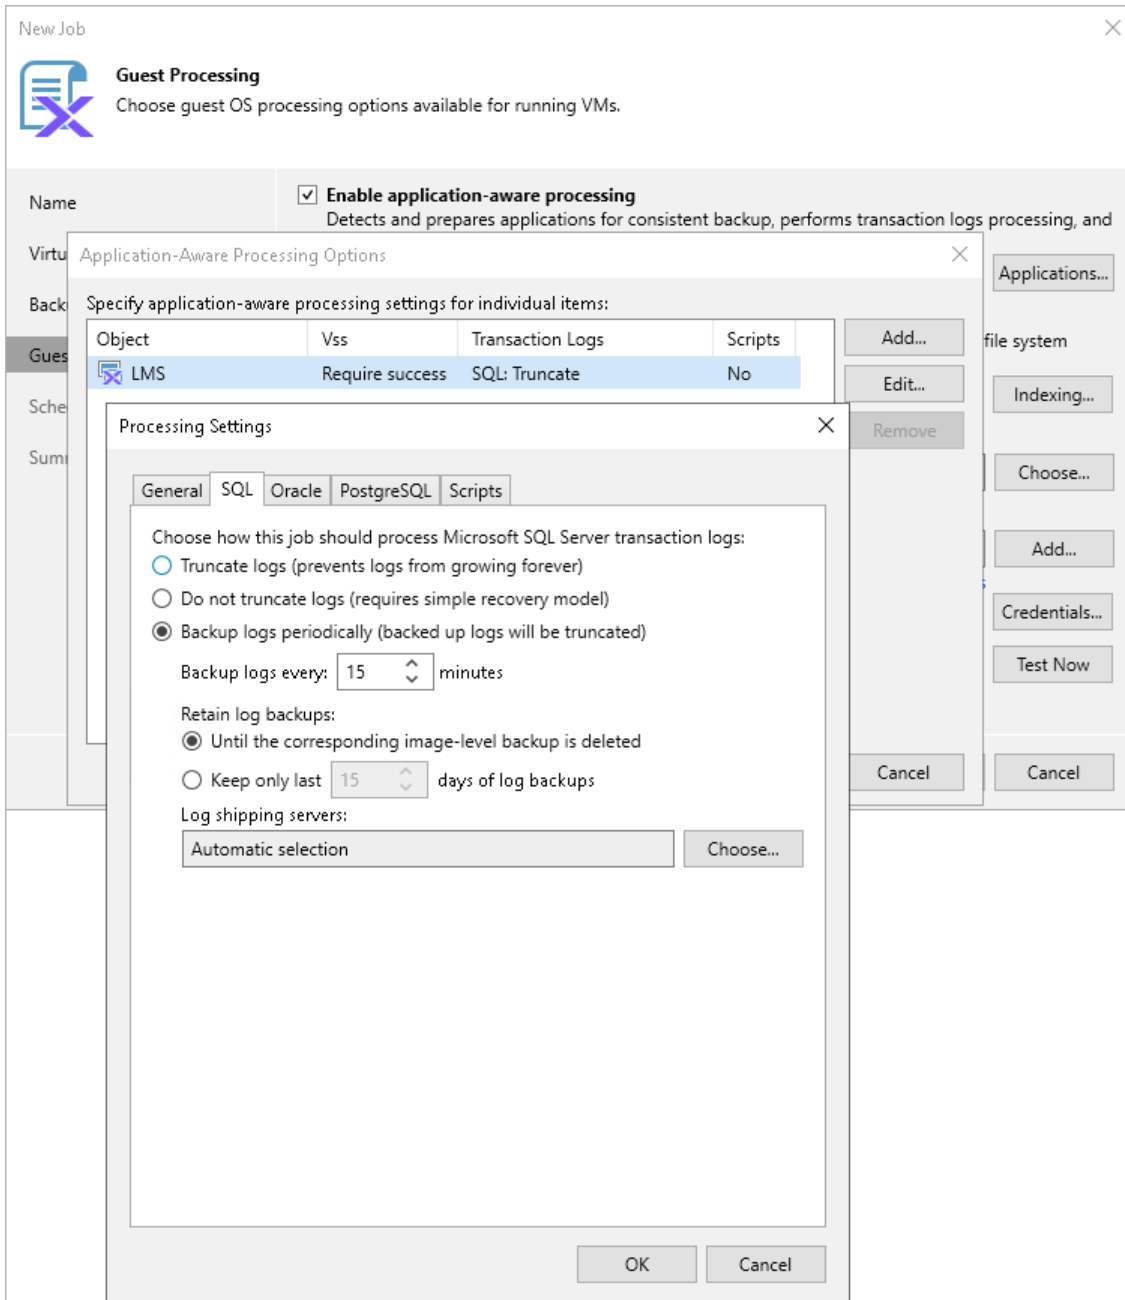 New Job
Guest Processing
Choose guest OS processing options available for running VMs.
Name
Enable application-aware processing
Detects and prepares applications for consistent backup, performs transaction logs processing, and
Virtu
Application-Aware Processing Options
Applications...
Back
Specify application-aware processing settings for individual items:
Object Vss Transaction Logs Scripts
Add...
file system
Gues
LMS Require success SQL: Truncate No
Edit...
Indexing...
Sche
Processing Settings
Remove
Sum
Choose...
General SQL Oracle PostgreSQL Scripts
Choose how this job should process Microsoft SQL Server transaction logs:
Add...
Truncate logs (prevents logs from growing forever)
Do not truncate logs (requires simple recovery model)
Credentials...
Backup logs periodically (backed up logs will be truncated)
Backup logs every: 15 minutes
Test Now
Retain log backups:
Until the corresponding image-level backup is deleted
Keep only last 15 days of log backups
Cancel
Cancel
Log shipping servers:
Automatic selection
Choose...
OK
Cancel